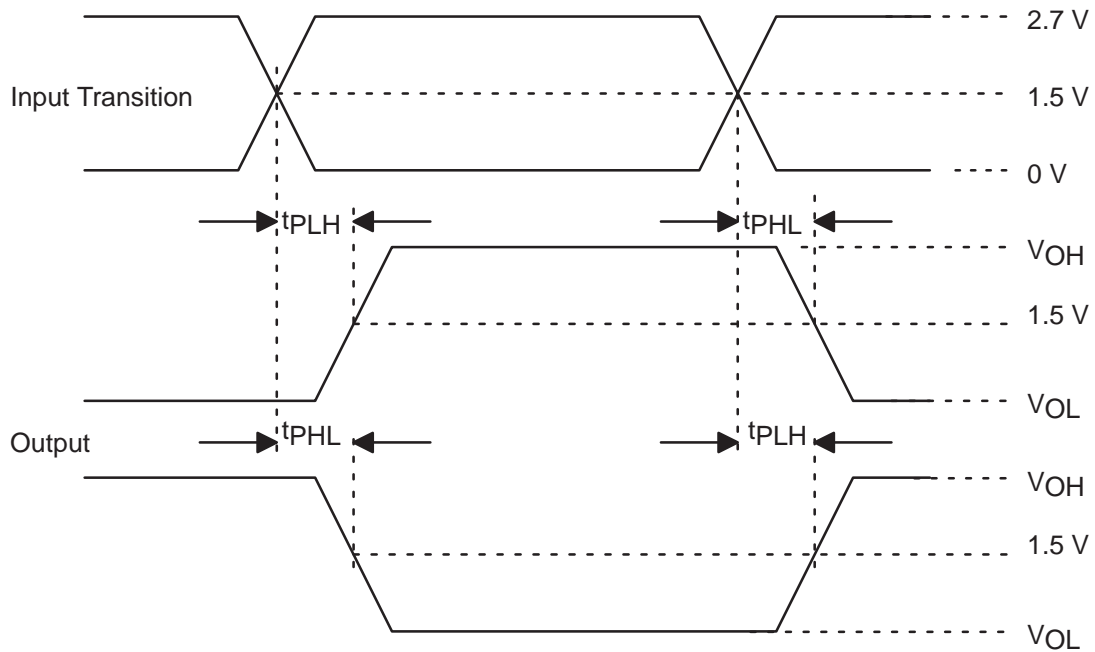 2.7 V
Input Transition
1.5 V
0 V
tPLH
tPHL
VOH
1.5 V
VOL
Output
tPHL
tPLH
VOH
1.5 V
VOL